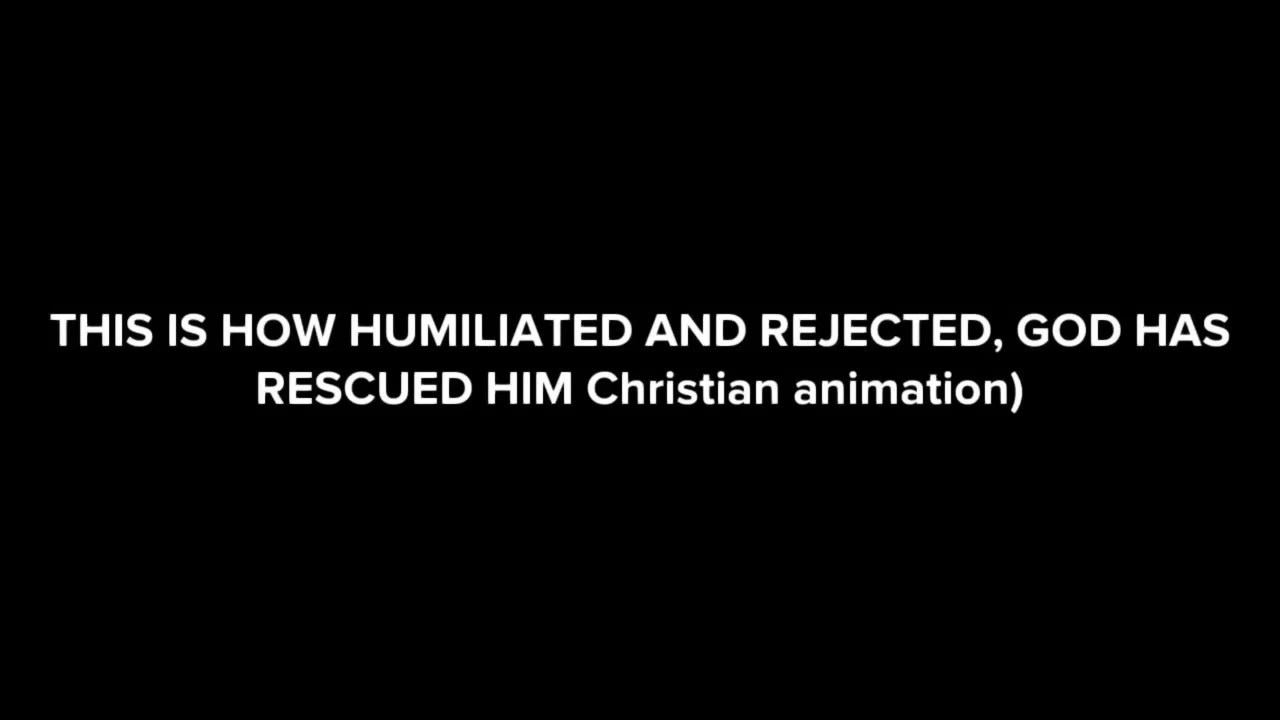 THIS IS HOW HUMILIATED AND REJECTED, GOD HAS
RESCUED HIM Christian animation)